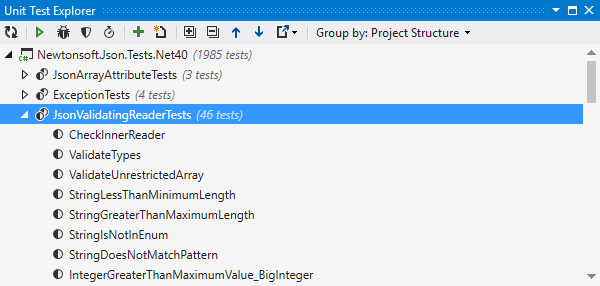 Unit Test Explorer
Group by: Project Structure
Newtonsoft.Json.Tests.Net40 (1985 tests)
JsonArrayAttributeTests (3 tests)
ExceptionTests (4 tests)
JsonValidatingReaderTests (46 tests)
CheckInnerReader
ValidateTypes
ValidateUnrestrictedArray
StringLessThanMinimumLength
StringGreaterThanMaximumLength
StringIsNotInEnum
StringDoesNotMatchPattern
IntegerGreaterThanMaximumValue_BigInteger